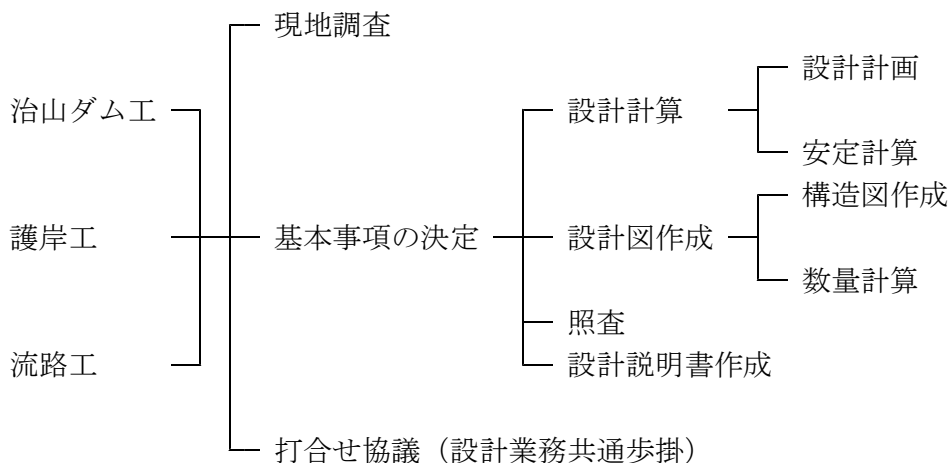 現地調査
設計計画
治山ダム工
設計計算
安定計算
構造図作成
護岸工
基本事項の決定
設計図作成
数量計算
照査
流路工
設計説明書作成
打合せ協議（設計業務共通歩掛）